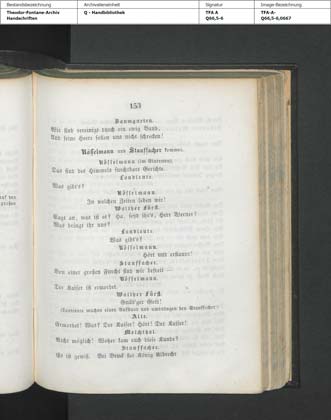 Bestandsbezeichnung
Theodor-Fontane-Archiv
Handschriften
Archivalieneinheit
Q - Handbibliothek
Signatur
TFA A
Q66,5-6
Image-Bezeichnung
TFA-A-
Q66,5-6,0667
153
Baumgarten.
Wir sind vereinigt durch ein ewig Band,
Und seine Heere sollen uns nicht schrecken!
Rösselmann und Stauffacher kommen.
Rösselmann (im Eintreten).
Das sind des Himmels furchtbare Gerichte.
Landleute.
Was gibt's?
Rösselmann.
In welchen Zeiten leben wir!
Walther Fürst.
Sagt an, was ist es? Ha, seid ihr's, Herr Werner!
Was bringt ihr uns?
Landleute.
Was gibt's?
Rösselmann.
Hört und erstaunet!
Stauffacher.
Von einer großen Furcht sind wir befreit —
Rösselmann.
Der Kaiser ist ermordet.
Walther Fürst.
Gnäd'ger Gott!
(Landleute machen einen Aufstand und umdrängen den Stauffacher.)
Alle.
Ermordet! Was? Der Kaiser! Hört! Der Kaiser!
Melchthal.
Nicht möglich! Woher kam euch diese Kunde?
Stauffacher.
Es ist gewiß. Bei Bruck fiel König Albrecht